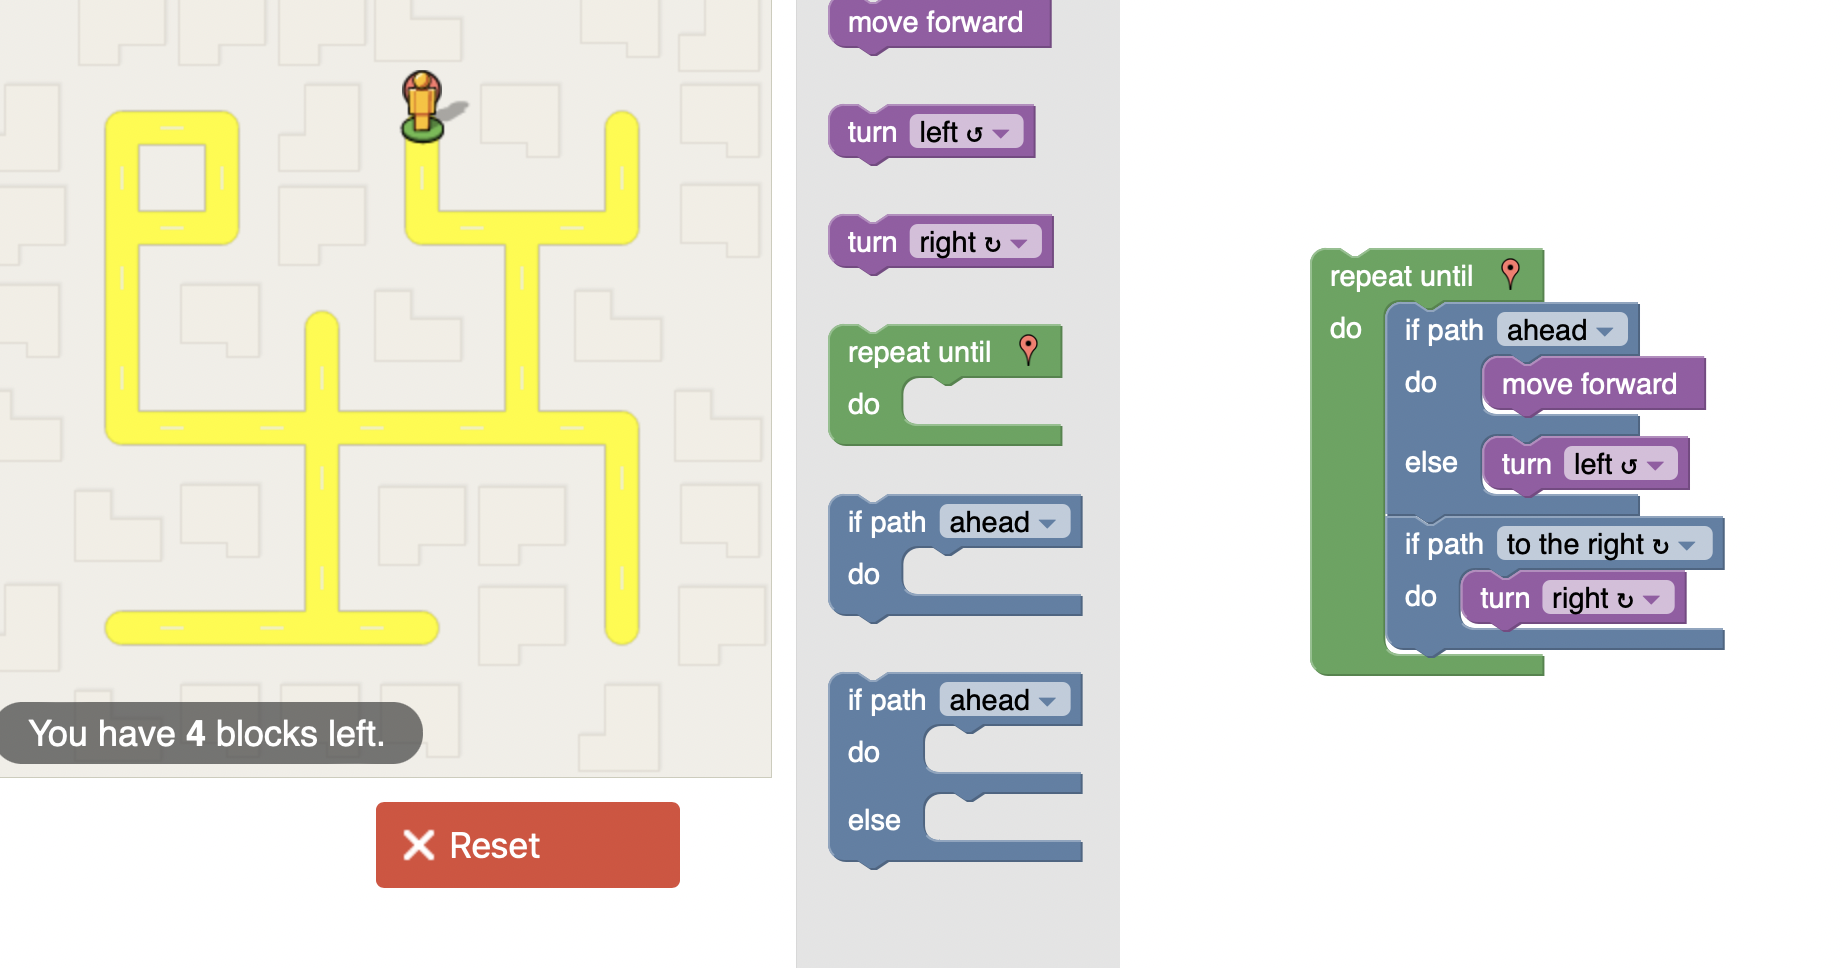 move forward
turn left ↺
turn right ↻
repeat until
do
if path ahead
do
if path ahead
do
else
You have 4 blocks left.
Reset
repeat until
do
if path ahead
do
move forward
else
turn left ↺
if path to the right ↻
do
turn right ↻